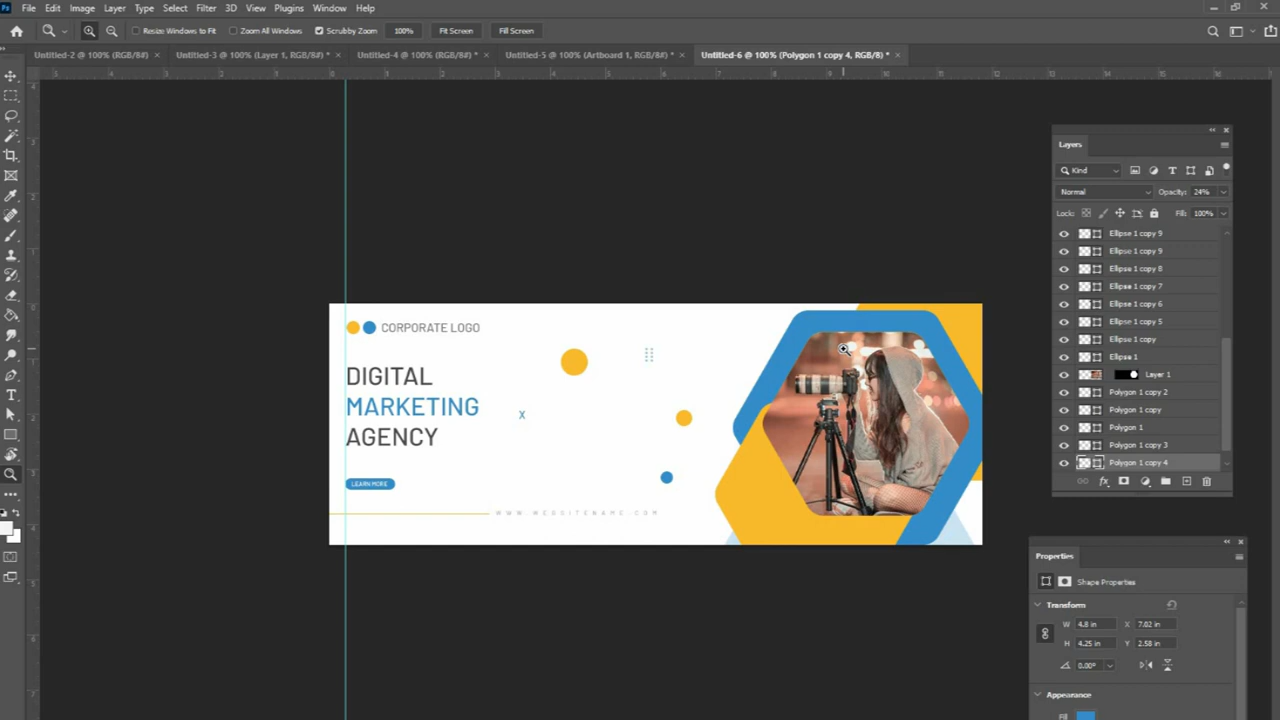 Ps File Edit Image Layer Type Select Filter 3D View Plugins Window Help
Resize Windows to Fit Zoom All Windows Scrubby Zoom 100% Fit Screen Fill Screen
Untitled-2 @ 100% (RGB/8#) × Untitled-3 @ 100% (Layer 1, RGB/8#) * × Untitled-4 @ 100% (RGB/8#) * × Untitled-5 @ 100% (Artboard 1, RGB/8#) * × Untitled-6 @ 100% (Polygon 1 copy 4, RGB/8) * ×
CORPORATE LOGO
DIGITAL
MARKETING
AGENCY
X
LEARN MORE
WWW.WEBSITENAME.COM
Layers
Kind
Normal Opacity: 24%
Lock: Fill: 100%
Ellipse 1 copy 9
Ellipse 1 copy 9
Ellipse 1 copy 8
Ellipse 1 copy 7
Ellipse 1 copy 6
Ellipse 1 copy 5
Ellipse 1 copy
Ellipse 1
Layer 1
Polygon 1 copy 2
Polygon 1 copy
Polygon 1
Polygon 1 copy 3
Polygon 1 copy 4
fx
Properties
Shape Properties
Transform
W 4.8 in X 7.02 in
H 4.25 in Y 2.58 in
0.00°
Appearance
Fill